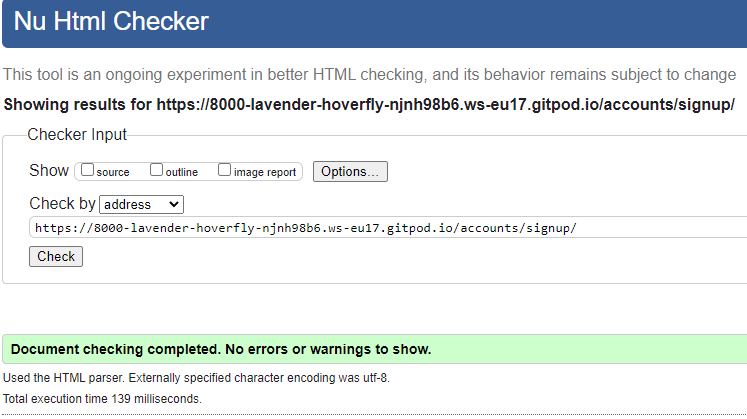 Nu Html Checker
This tool is an ongoing experiment in better HTML checking, and its behavior remains subject to change
Showing results for https://8000-lavender-hoverfly-njnh98b6.ws-eu17.gitpod.io/accounts/signup/
Checker Input
Show source outline image report Options...
Check by address
https://8000-lavender-hoverfly-njnh98b6.ws-eu17.gitpod.io/accounts/signup/
Check
Document checking completed. No errors or warnings to show.
Used the HTML parser. Externally specified character encoding was utf-8.
Total execution time 139 milliseconds.